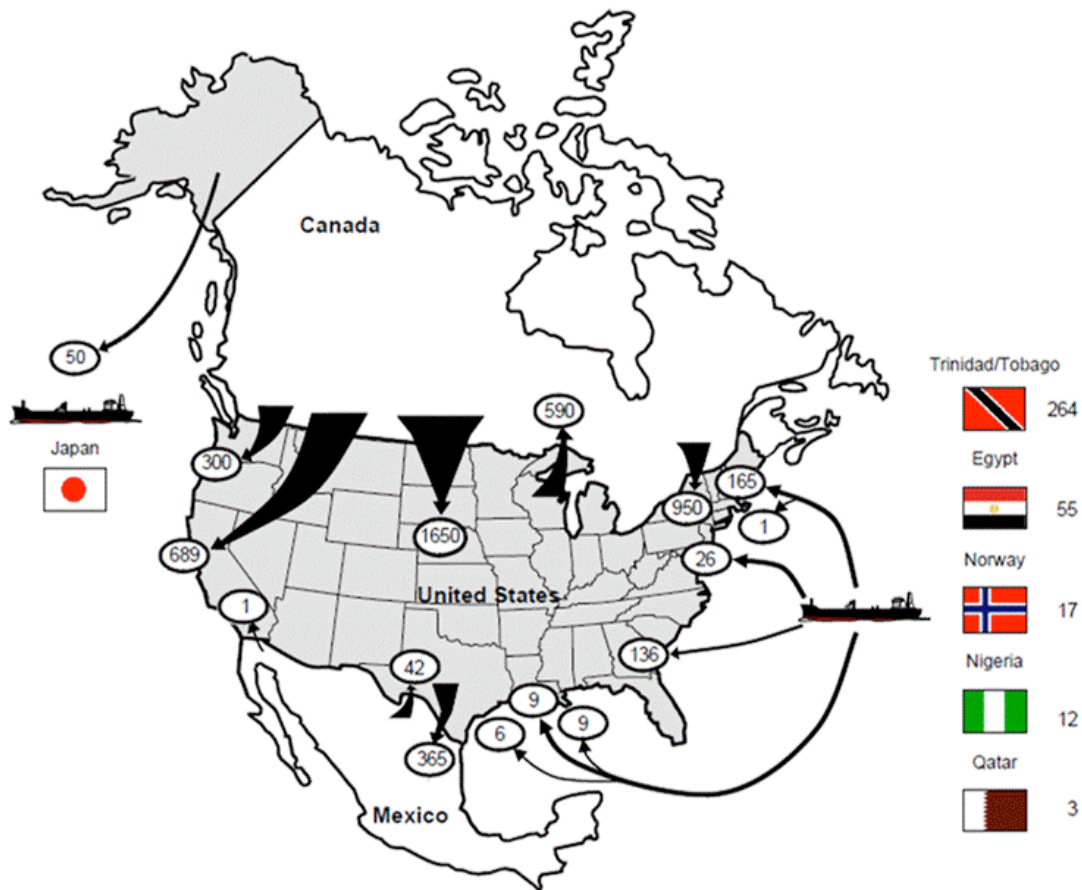 Canada
50
Japan
590
300
689
1650
950
165
1
26
United States
1
42
136
9
9
6
365
Mexico
Trinidad/Tobago
264
Egypt
55
Norway
17
Nigeria
12
Qatar
3